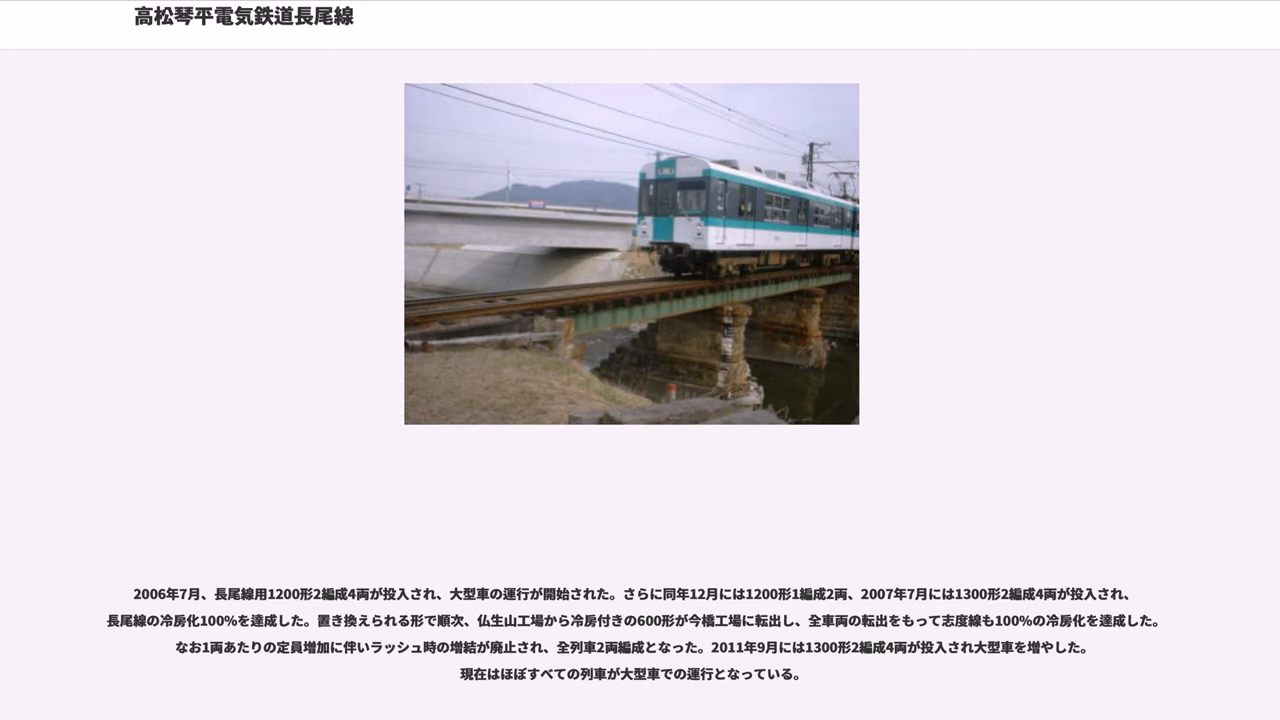 高松琴平電気鉄道長尾線
2006年7月、長尾線用1200形2編成4両が投入され、大型車の運行が開始された。さらに同年12月には1200形1編成2両、2007年7月には1300形2編成4両が投入され、
長尾線の冷房化100%を達成した。置き換えられる形で順次、仏生山工場から冷房付きの600形が今橋工場に転出し、全車両の転出をもって志度線も100%の冷房化を達成した。
なお1両あたりの定員増加に伴いラッシュ時の増結が廃止され、全列車2両編成となった。2011年9月には1300形2編成4両が投入され大型車を増やした。
現在はほぼすべての列車が大型車での運行となっている。